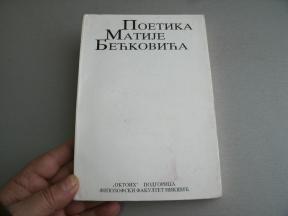 ПОЕТИКА
МАТИЈЕ
БЕЋКОВИЋА
„ОКТОИХ" ПОДГОРИЦА
ФИЛОЗОФСКИ ФАКУЛТЕТ НИКШИЋ